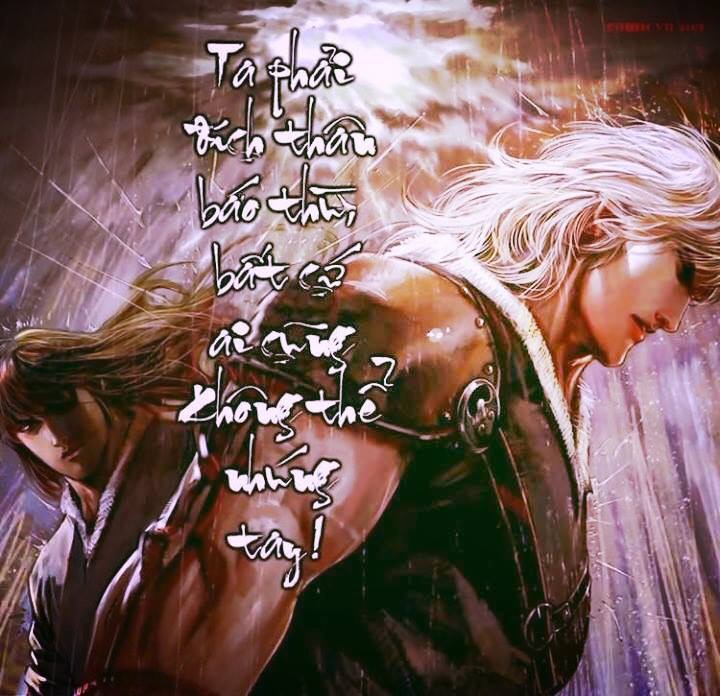 Ta phải
đích thân
báo thù,
bất cứ
ai cũng
không thể
nhúng
tay!